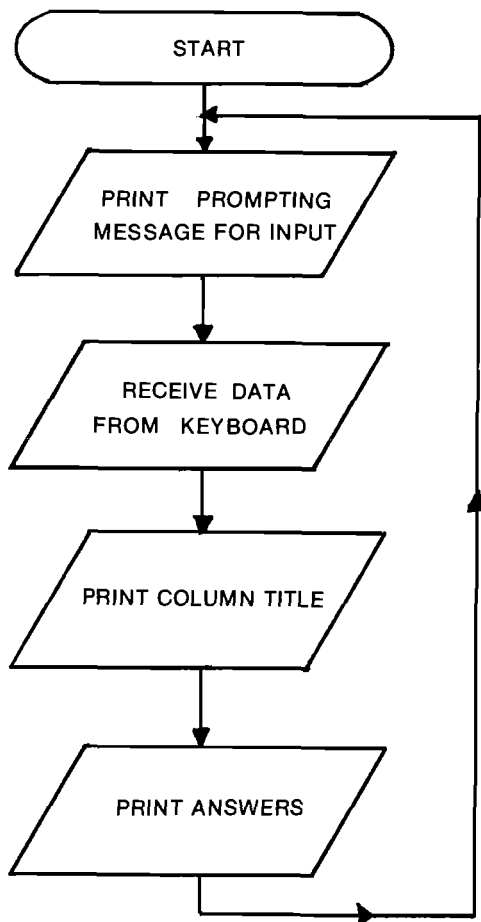 START
PRINT PROMPTING
MESSAGE FOR INPUT
RECEIVE DATA
FROM KEYBOARD
PRINT COLUMN TITLE
PRINT ANSWERS